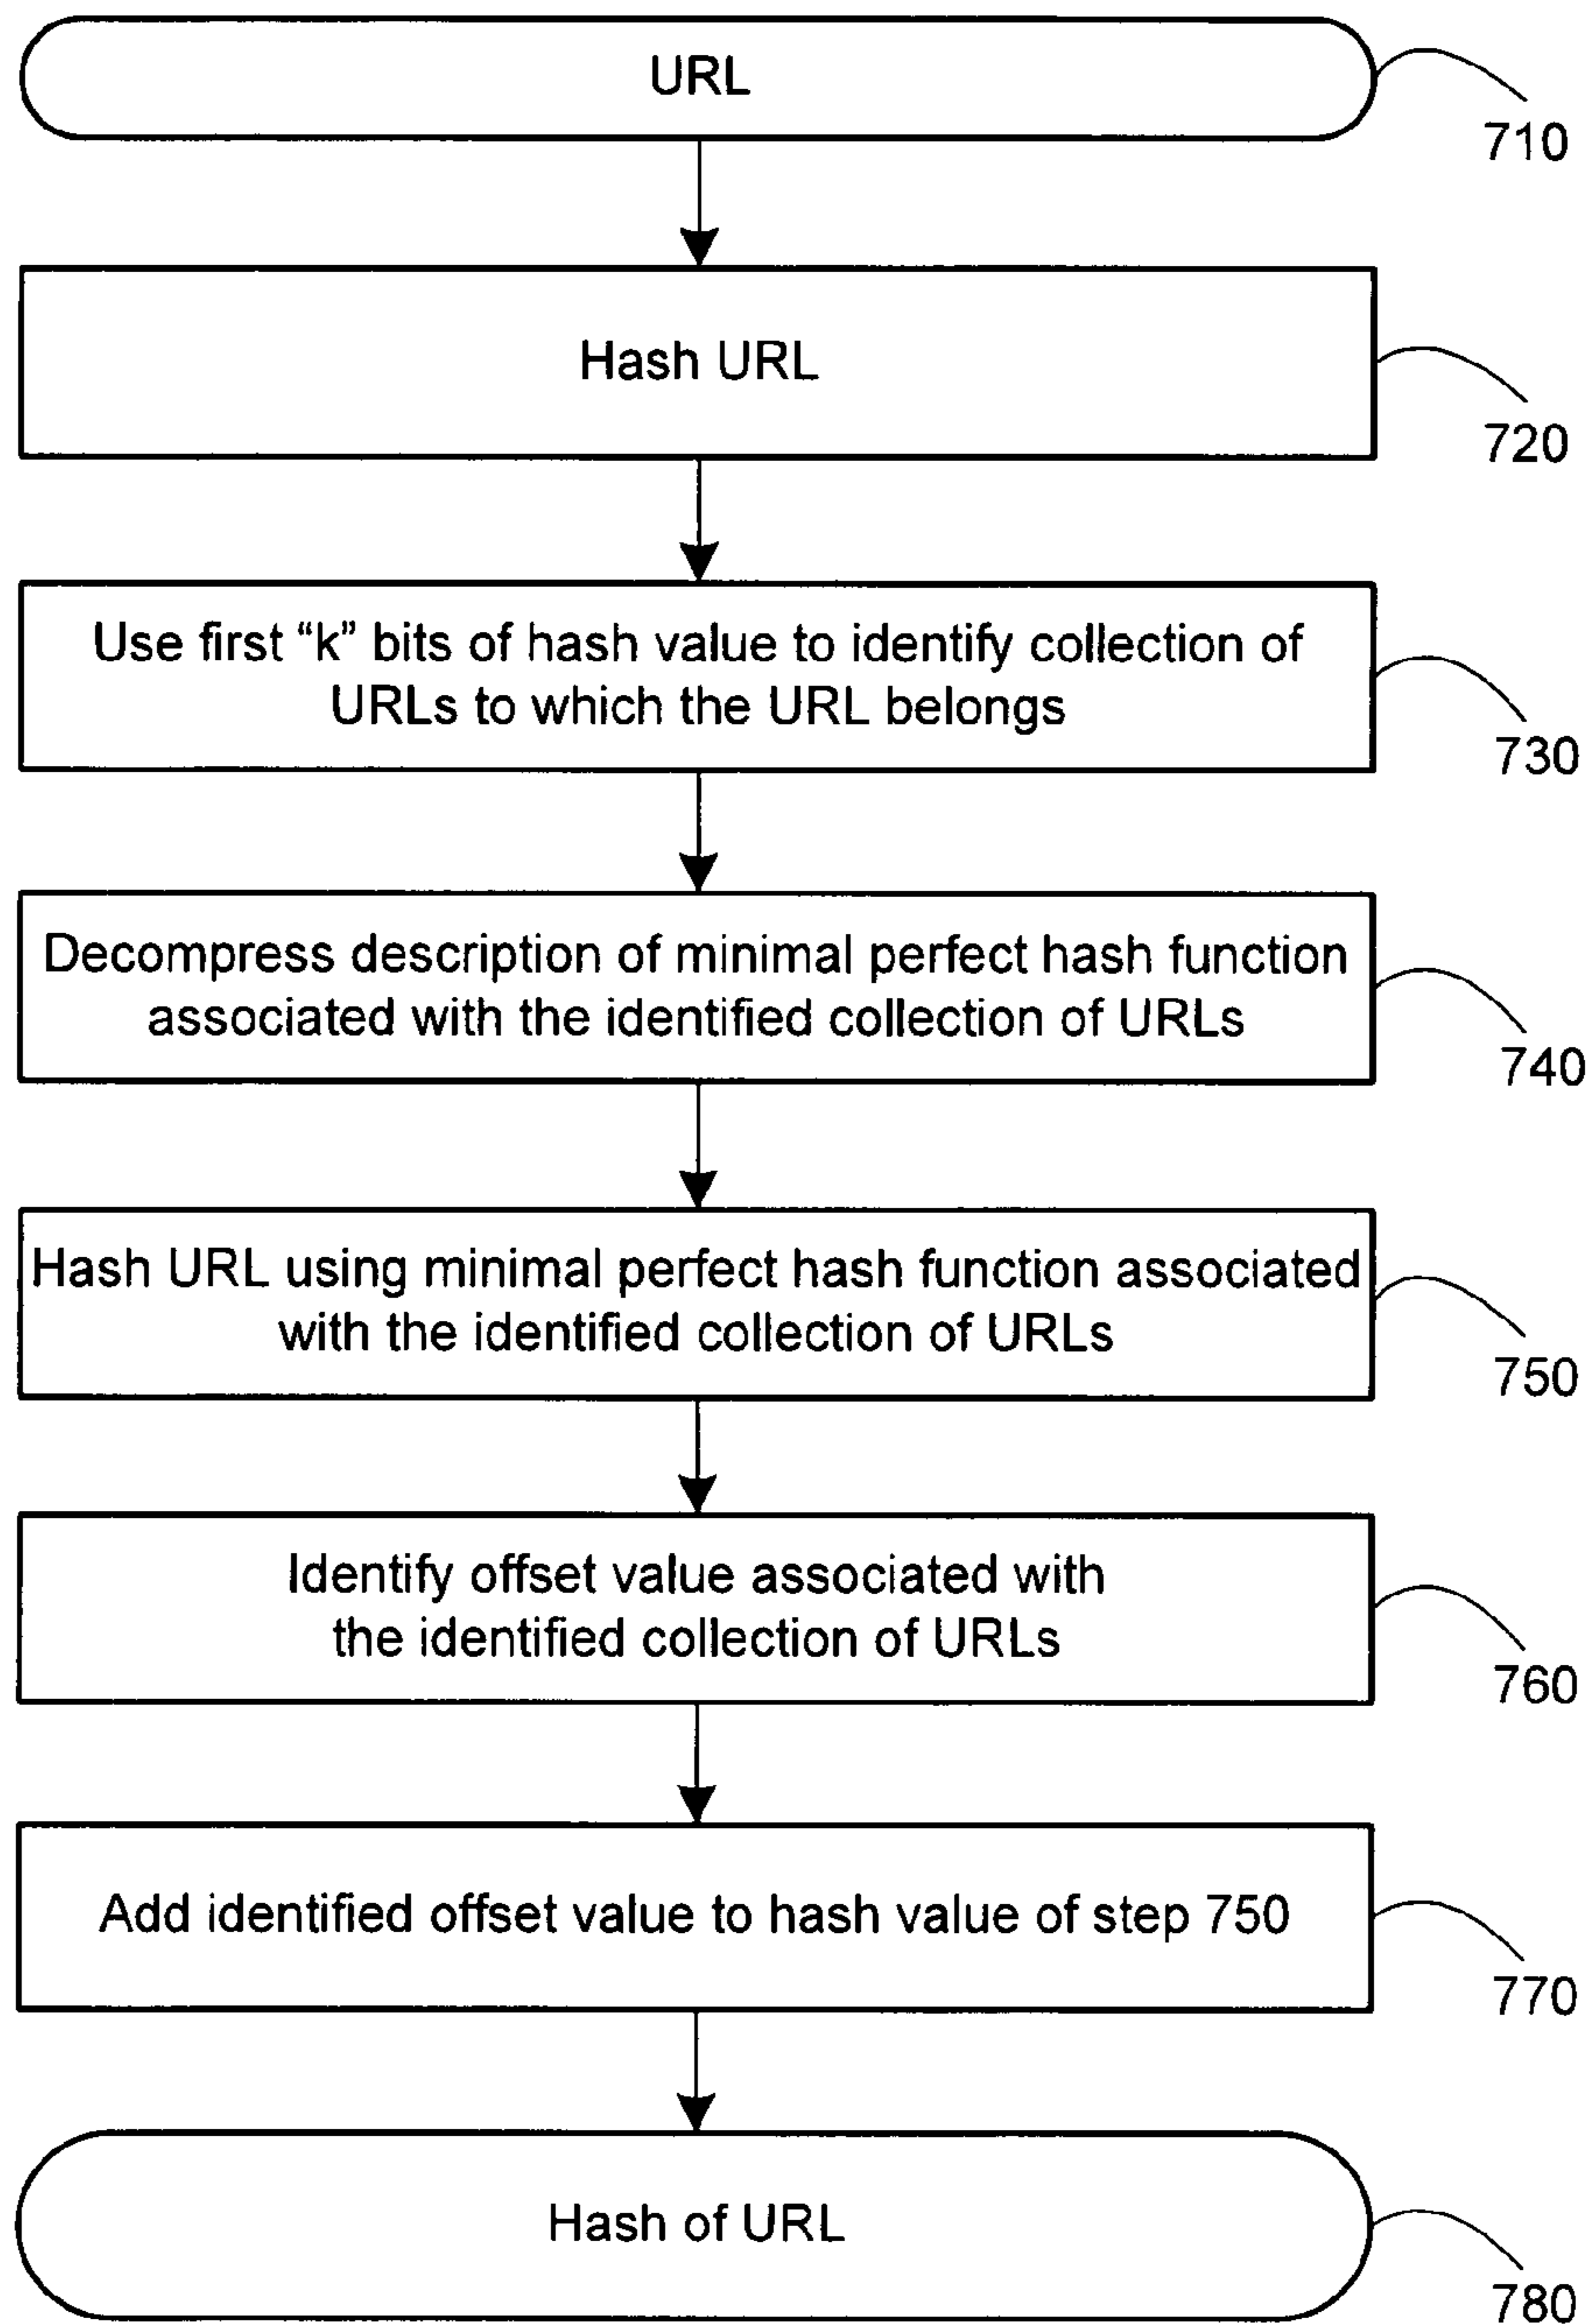 URL
710
Hash URL
720
Use first “k” bits of hash value to identify collection of
URLs to which the URL belongs
730
Decompress description of minimal perfect hash function
associated with the identified collection of URLs
740
Hash URL using minimal perfect hash function associated
with the identified collection of URLs
750
Identify offset value associated with
the identified collection of URLs
760
Add identified offset value to hash value of step 750
770
Hash of URL
780